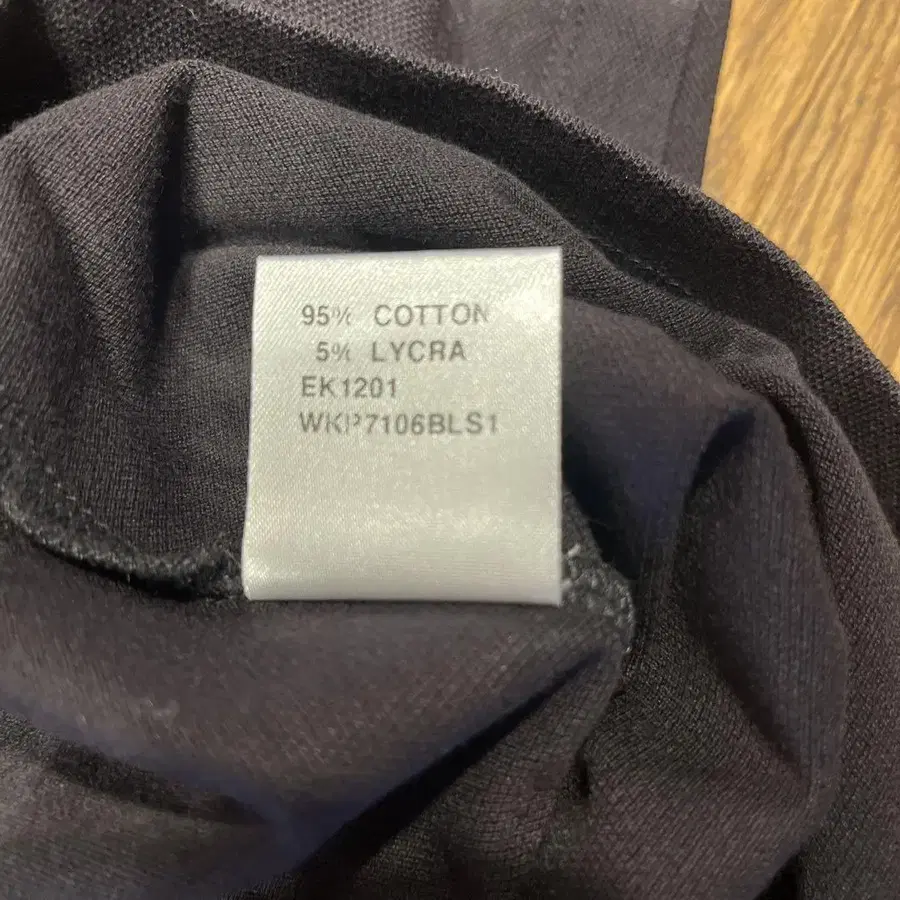 95% COTTON
5% LYCRA
EK1201
WKP7106BLS1